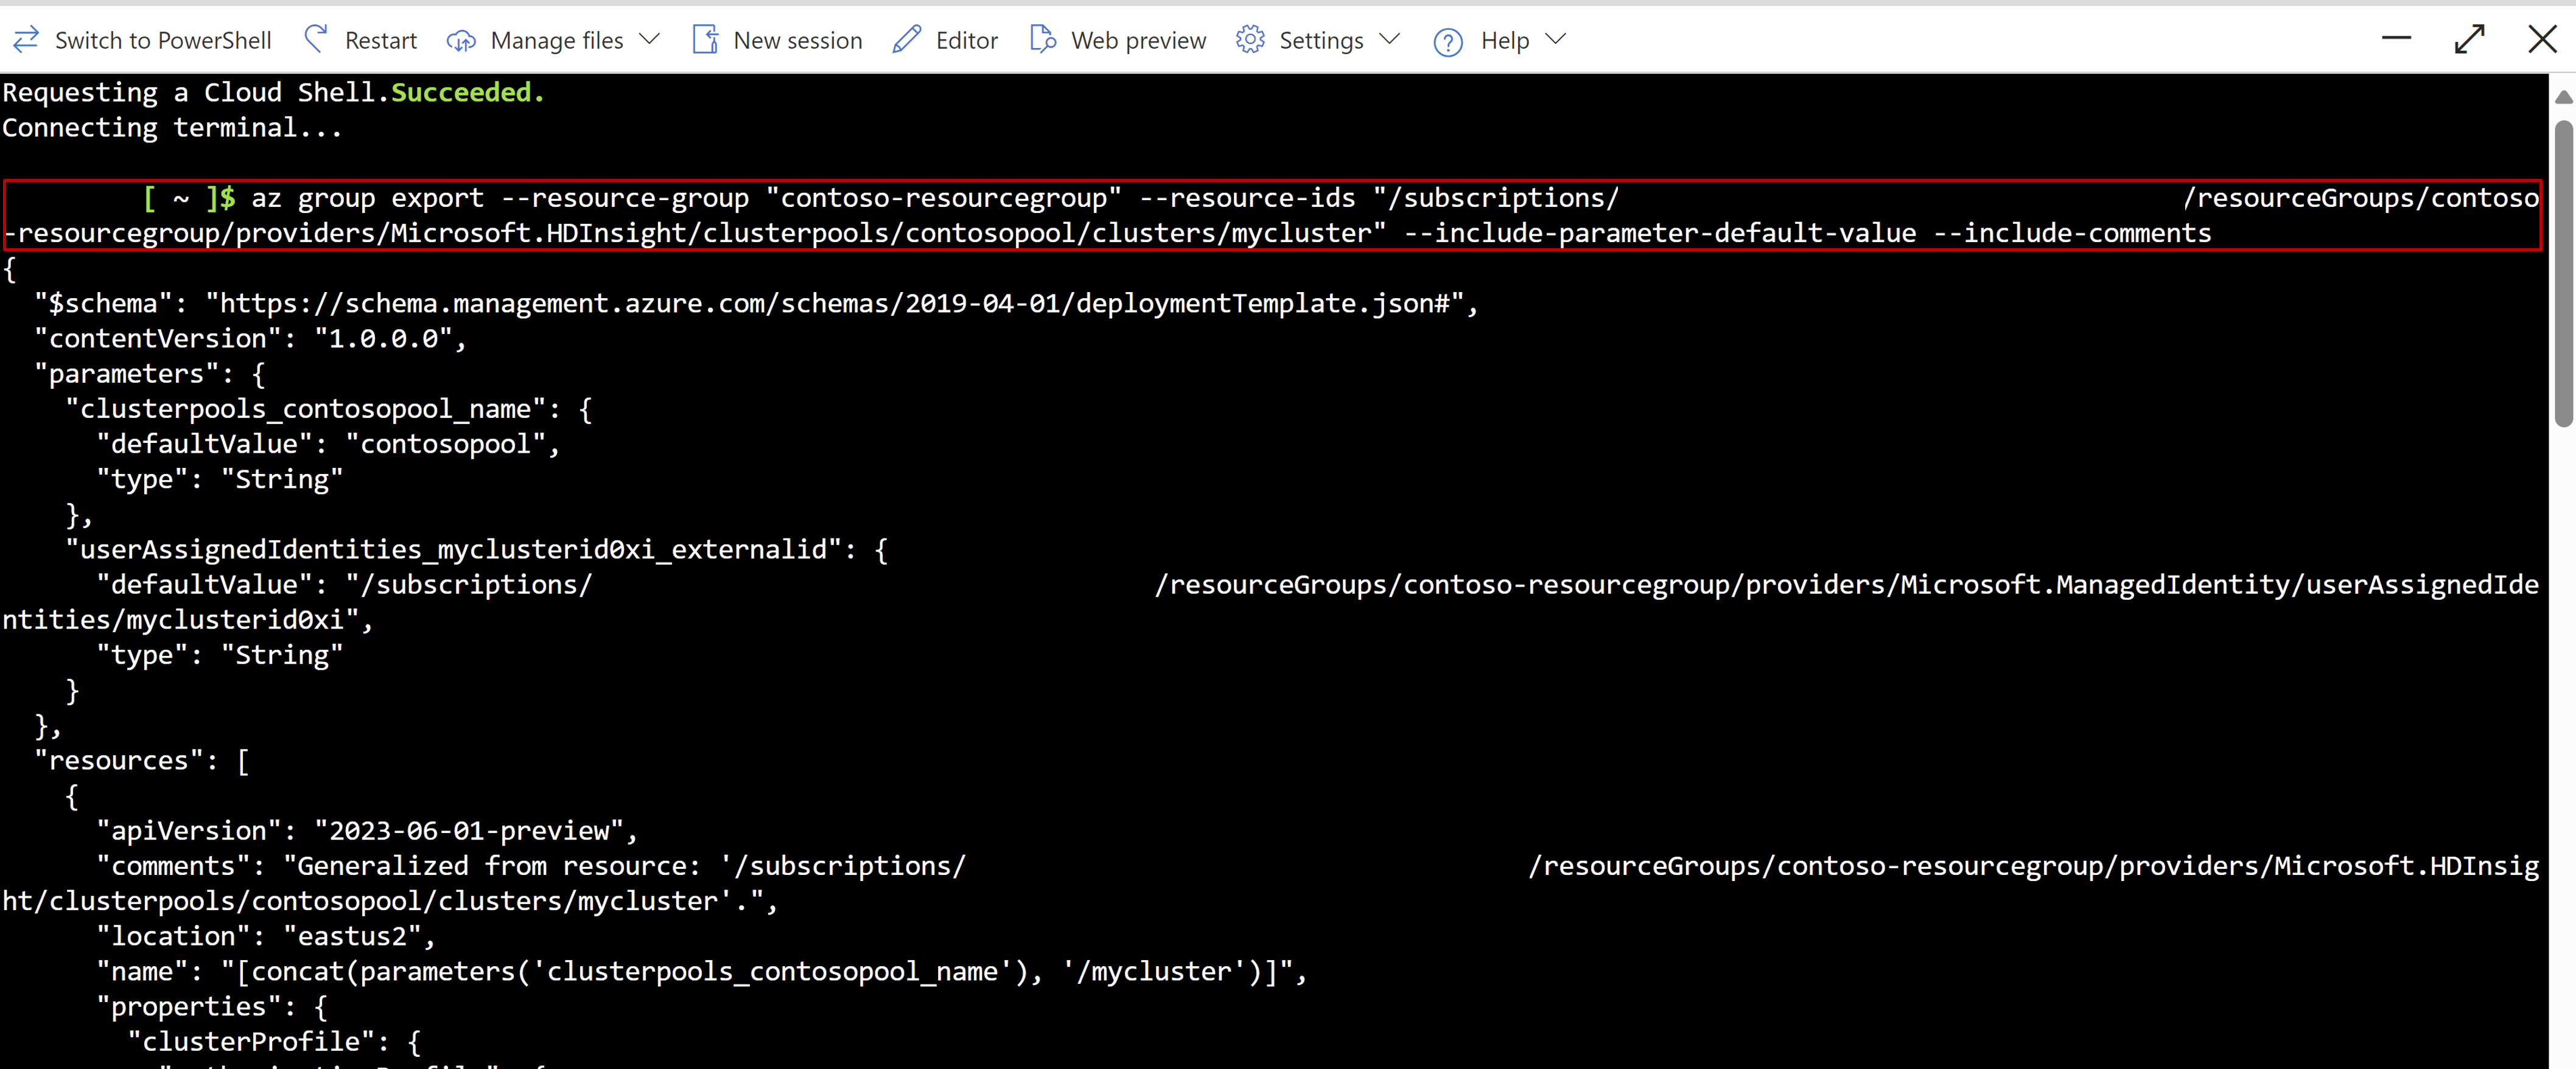 Switch to PowerShell Restart Manage files New session Editor Web preview Settings Help
Requesting a Cloud Shell.Succeeded.
Connecting terminal...
[ ~ ]$ az group export --resource-group "contoso-resourcegroup" --resource-ids "/subscriptions/ /resourceGroups/contoso
-resourcegroup/providers/Microsoft.HDInsight/clusterpools/contosopool/clusters/mycluster" --include-parameter-default-value --include-comments
{
"$schema": "https://schema.management.azure.com/schemas/2019-04-01/deploymentTemplate.json#",
"contentVersion": "1.0.0.0",
"parameters": {
"clusterpools_contosopool_name": {
"defaultValue": "contosopool",
"type": "String"
},
"userAssignedIdentities_myclusterid0xi_externalid": {
"defaultValue": "/subscriptions/ /resourceGroups/contoso-resourcegroup/providers/Microsoft.ManagedIdentity/userAssignedIde
ntities/myclusterid0xi",
"type": "String"
}
},
"resources": [
{
"apiVersion": "2023-06-01-preview",
"comments": "Generalized from resource: '/subscriptions/ /resourceGroups/contoso-resourcegroup/providers/Microsoft.HDInsig
ht/clusterpools/contosopool/clusters/mycluster'.",
"location": "eastus2",
"name": "[concat(parameters('clusterpools_contosopool_name'), '/mycluster')]",
"properties": {
"clusterProfile": {